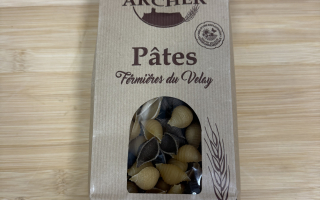 ARCHER
Pâtes
Fermières du Velay